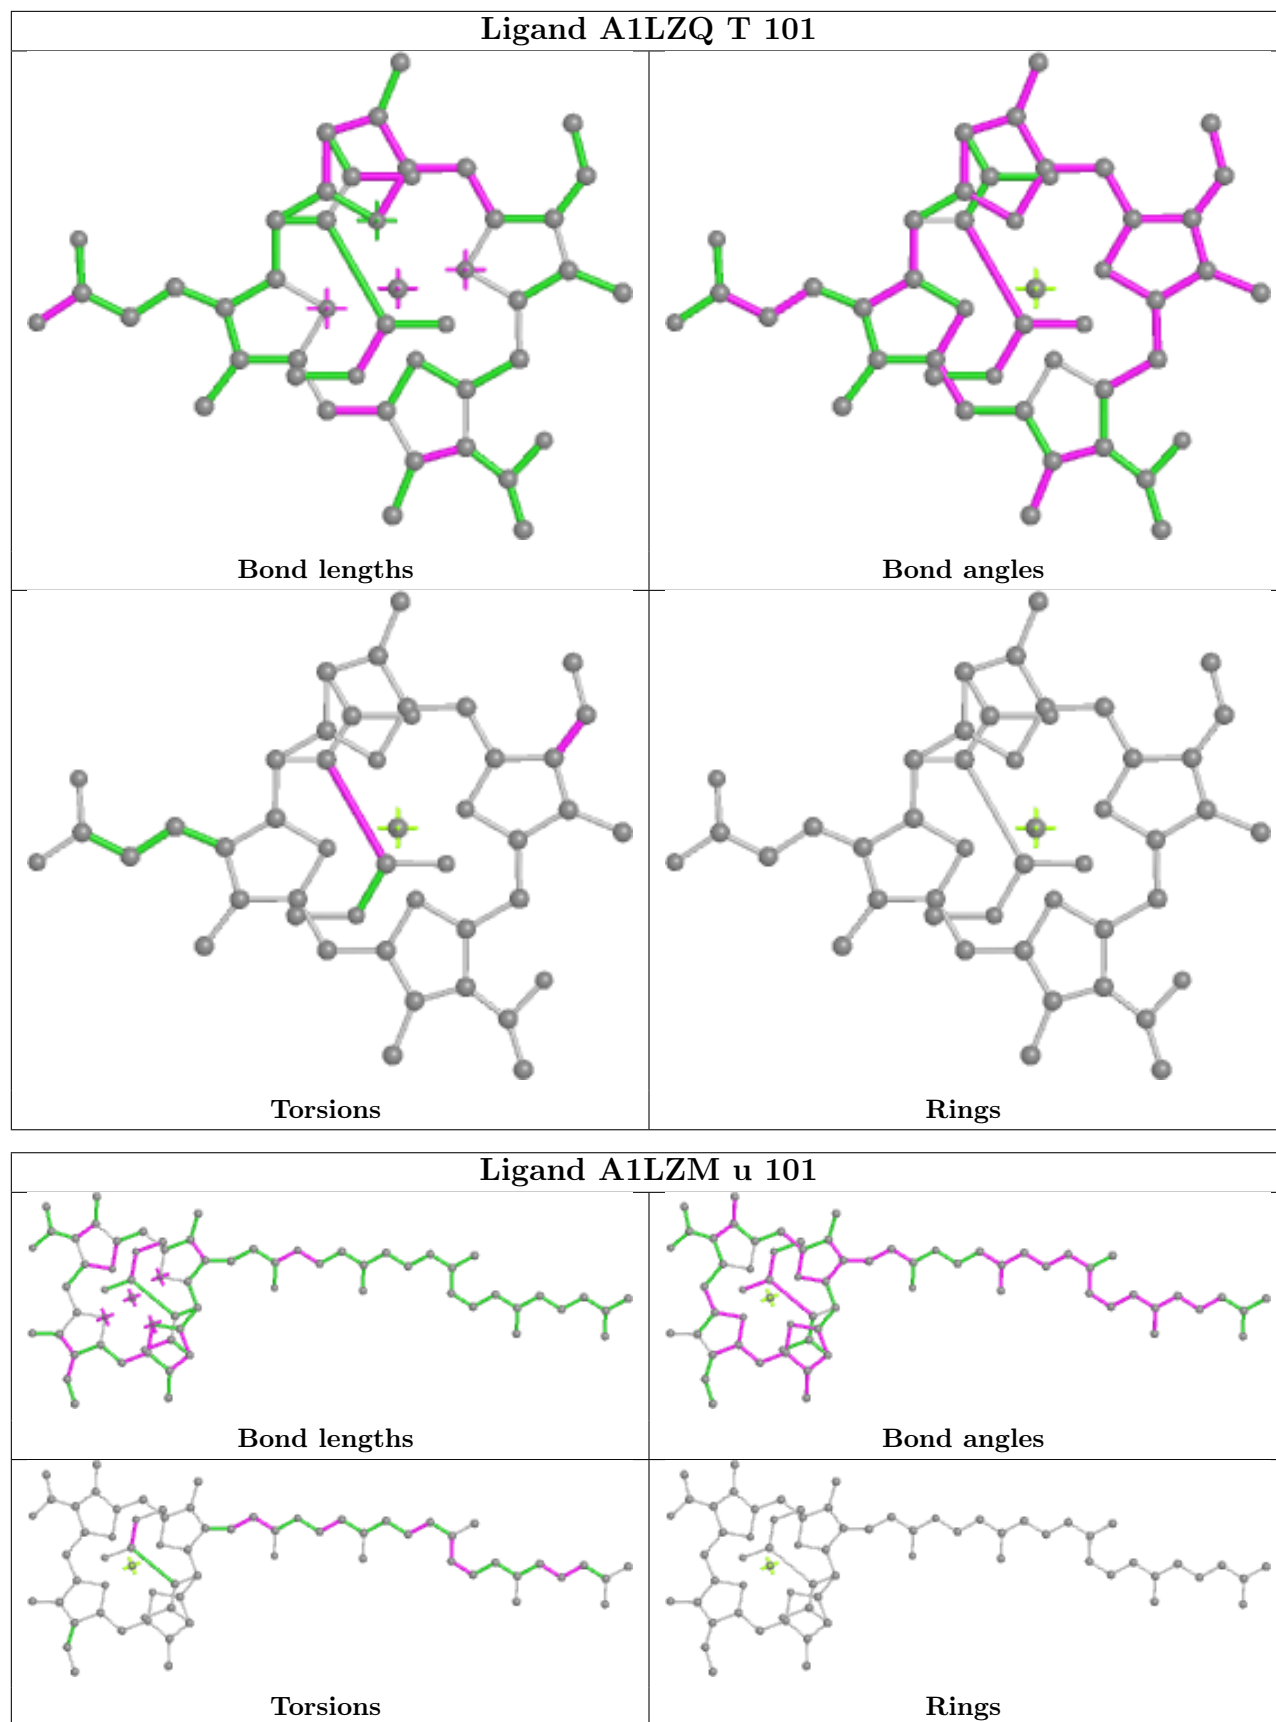 Ligand A1LZQ T 101
Bond lengths
Bond angles
Torsions
Rings
Ligand A1LZM u 101
Bond lengths
Bond angles
Torsions
Rings